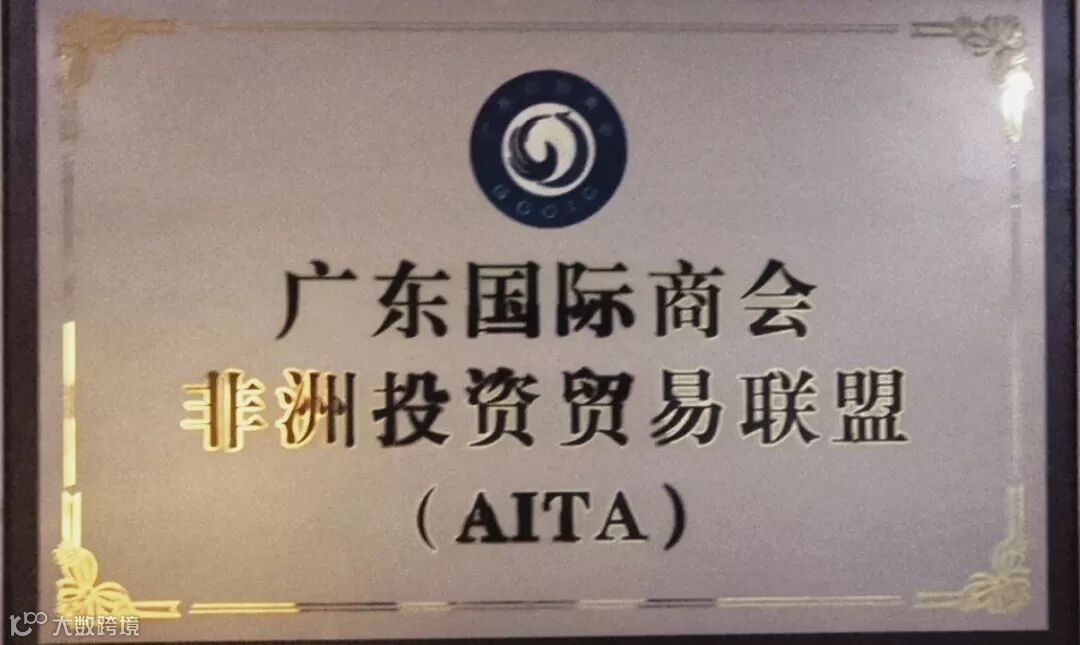 广东国际商会
非洲投资贸易联盟
(AITA)
大数跨境